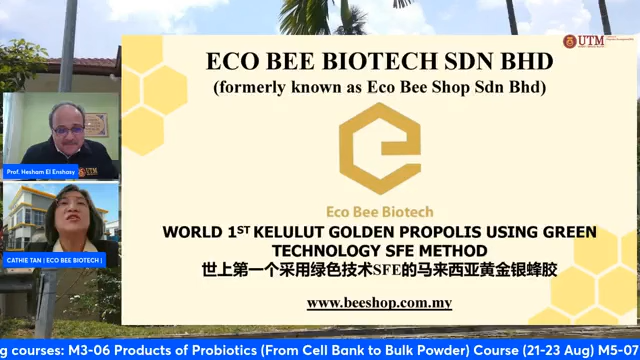 UTM
ECO BEE BIOTECH SDN BHD
(formerly known as Eco Bee Shop Sdn Bhd)
Eco Bee Biotech
WORLD 1ST KELULUT GOLDEN PROPOLIS USING GREEN
TECHNOLOGY SFE METHOD
世上第一个采用绿色技术SFE的马来西亚黄金银蜂胶
www.beeshop.com.my
Prof. Hesham El Enshasy
UTM
CATHIE TAN | ECO BEE BIOTECH |
g courses: M3-06 Products of Probiotics (From Cell Bank to Bulk Powder) Course (21-23 Aug) M5-07